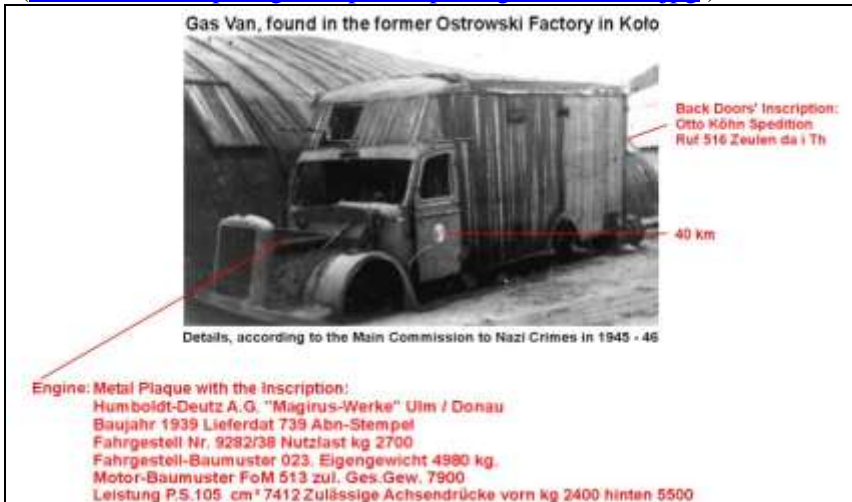 Gas Van, found in the former Ostrowski Factory in Koło
Back Doors' Inscription:
Otto Köhn Spedition
Ruf 516 Zeulen da i Th
40 km
Details, according to the Main Commission to Nazi Crimes in 1945 - 46
Engine: Metal Plaque with the Inscription:
Humboldt-Deutz A.G. "Magirus-Werke" Ulm / Donau
Baujahr 1939 Lieferdat 739 Abn-Stempel
Fahrgestell Nr. 9282/38 Nutzlast kg 2700
Fahrgestell-Baumuster 023. Eigengewicht 4980 kg.
Motor-Baumuster FoM 513 zul. Ges.Gew. 7900
Leistung P.S.105 cm³ 7412 Zulässige Achsendrücke vorn kg 2400 hinten 5500